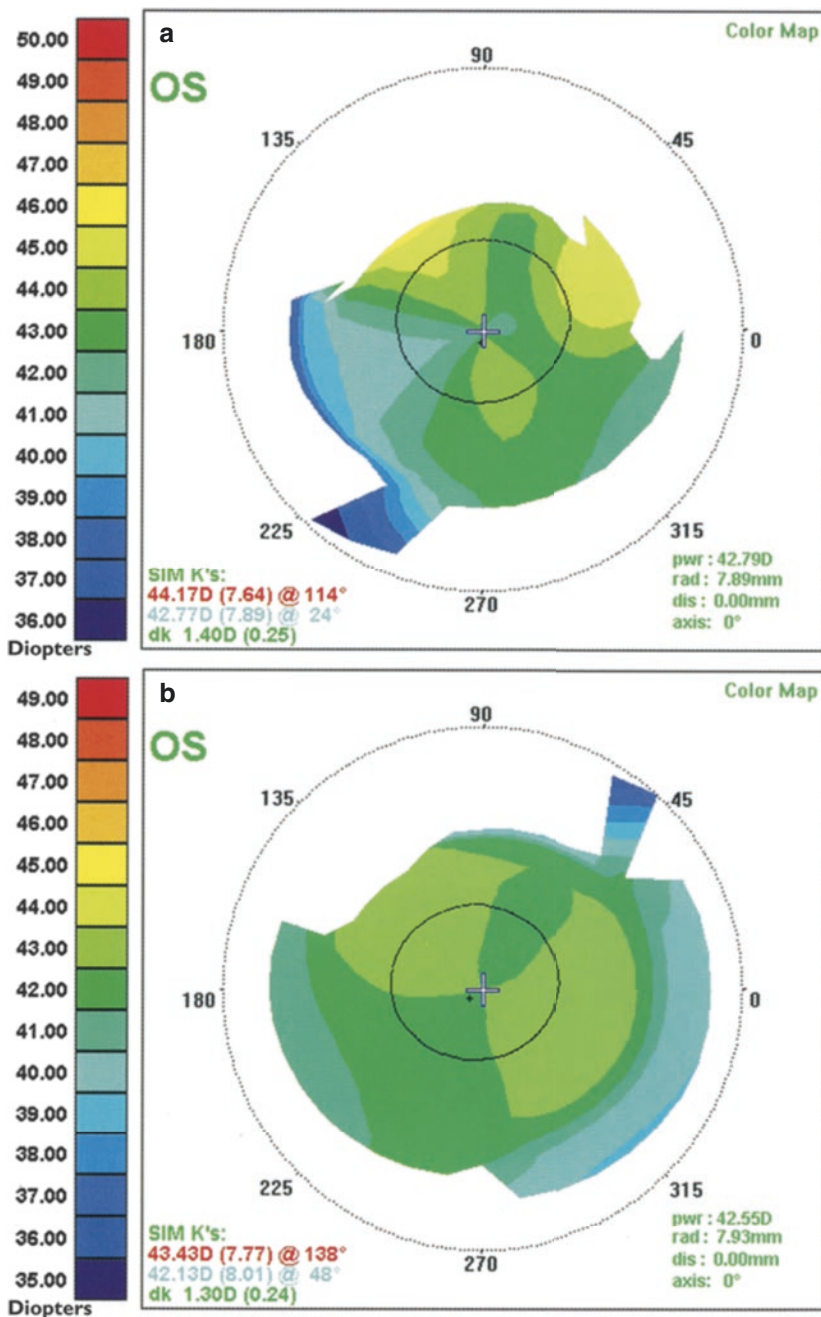 50.00
49.00
48.00
47.00
46.00
45.00
44.00
43.00
42.00
41.00
40.00
39.00
38.00
37.00
36.00
Diopters
a
Color Map
OS
90
135
45
180
0
225
315
270
SIM K's:
44.17D (7.64) @ 114°
42.77D (7.89) @ 24°
dk 1.40D (0.25)
pwr : 42.79D
rad : 7.89mm
dis : 0.00mm
axis: 0°
49.00
48.00
47.00
46.00
45.00
44.00
43.00
42.00
41.00
40.00
39.00
38.00
37.00
36.00
35.00
Diopters
b
Color Map
OS
90
135
45
180
0
225
315
270
SIM K's:
43.43D (7.77) @ 138°
42.13D (8.01) @ 48°
dk 1.30D (0.24)
pwr : 42.55D
rad : 7.93mm
dis : 0.00mm
axis: 0°